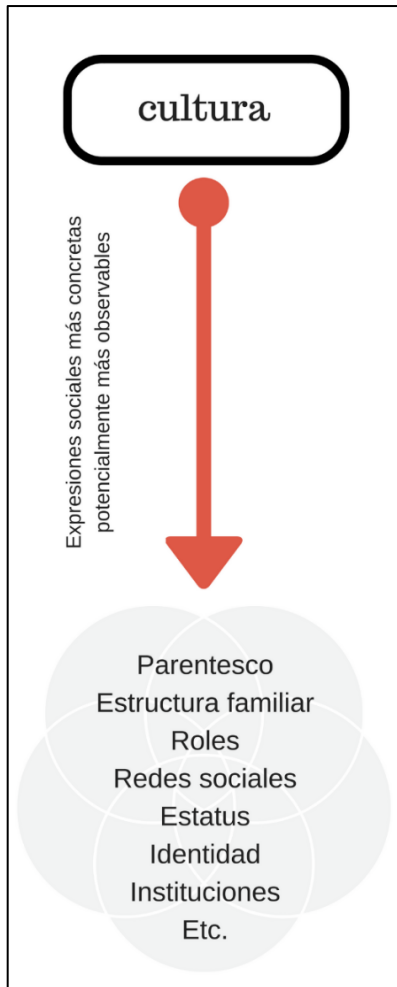 cultura
Expresiones sociales más concretas
potencialmente más observables
Parentesco
Estructura familiar
Roles
Redes sociales
Estatus
Identidad
Instituciones
Etc.